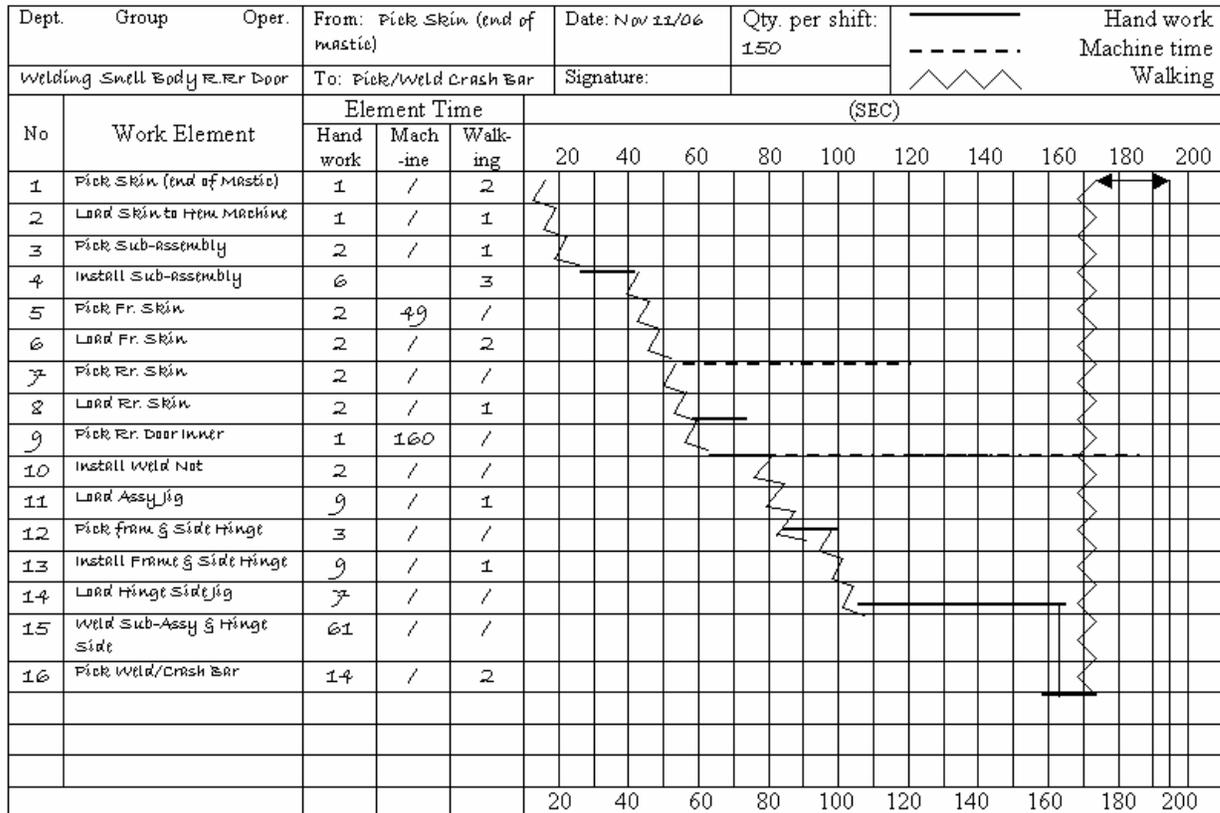 Dept. Group Oper.
From: Pick Skin (end of
mastic)
Date: Nov 11/06
Qty. per shift:
150
Hand work
Machine time
Walking
Welding Snell Body R.Rr Door
To: Pick/Weld Crash Bar
Signature:
No
Work Element
Element Time
Hand
work
Mach
-ine
Walk-
ing
(SEC)
20 40 60 80 100 120 140 160 180 200
1 Pick Skin (end of Mastic) 1 / 2
2 Load Skin to Hem Machine 1 / 1
3 Pick Sub-assembly 2 / 1
4 Install Sub-assembly 6 3
5 Pick Fr. Skin 2 49 /
6 Load Fr. Skin 2 / 2
7 Pick Rr. Skin 2 / /
8 Load Rr. Skin 2 / 1
9 Pick Rr. Door Inner 1 160 /
10 Install Weld Not 2 / /
11 Load Assy Jig 9 / 1
12 Pick fram & Side Hinge 3 / /
13 Install Frame & Side Hinge 9 / 1
14 Load Hinge Side Jig 7 / /
15 Weld Sub-Assy & Hinge 61 / /
Side
16 Pick Weld/Crash Bar 14 / 2
20 40 60 80 100 120 140 160 180 200